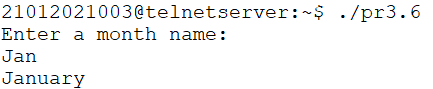 21012021003@telnetserver:~$ ./pr3.6
Enter a month name:
Jan
January